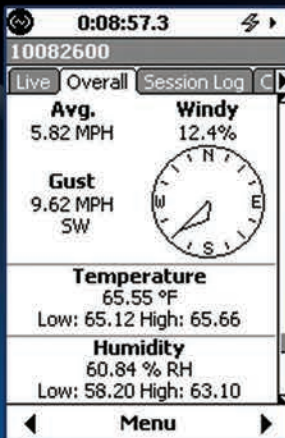 0:08:57.3
10082600
Live Overall Session Log C
Avg. Windy
5.82 MPH 12.4%
Gust
9.62 MPH
SW
N
W E
S
Temperature
65.55 °F
Low: 65.12 High: 65.66
Humidity
60.84 % RH
Low: 58.20 High: 63.10
Menu